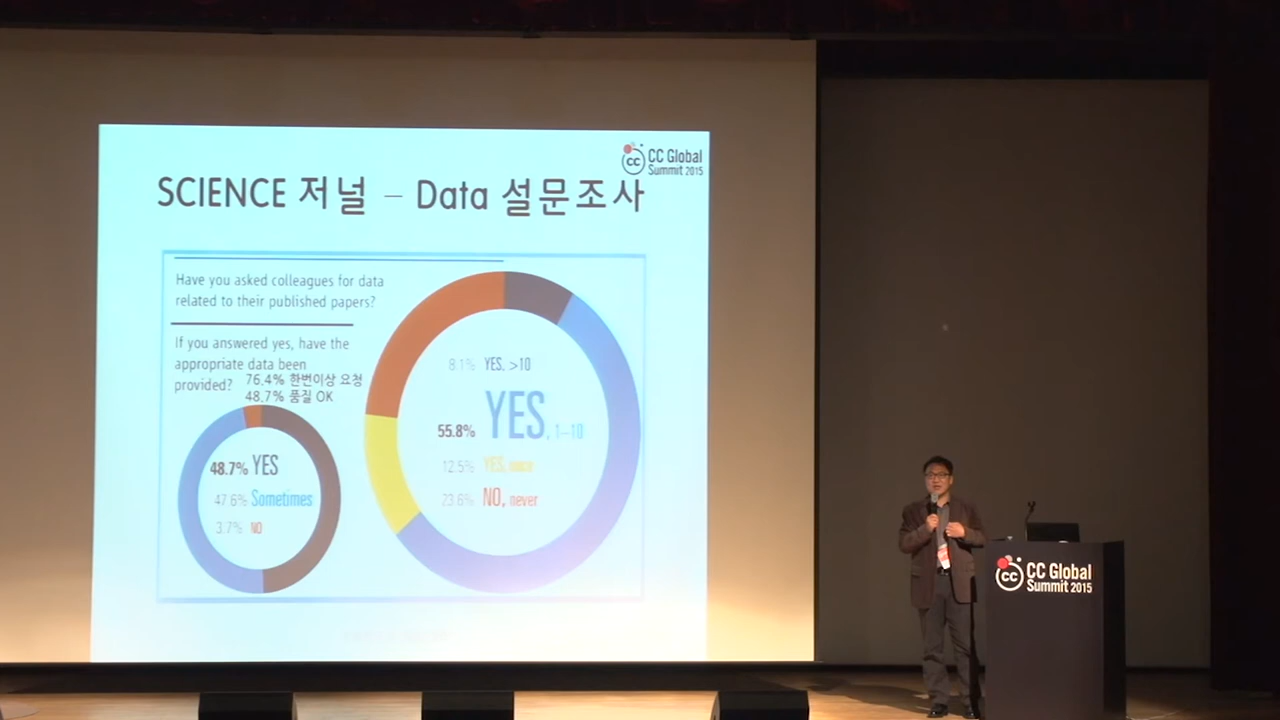 CC Global
Summit 2015
SCIENCE 저널 – Data 설문조사
Have you asked colleagues for data
related to their published papers?
If you answered yes, have the
appropriate data been
provided?
76.4% 한번이상 요청
48.7% 품질 OK
8.1% YES. >10
55.8% YES, 1–10
12.5% YES, once
23.6% NO, never
48.7% YES
47.6% Sometimes
3.7% NO
CC Global
Summit 2015